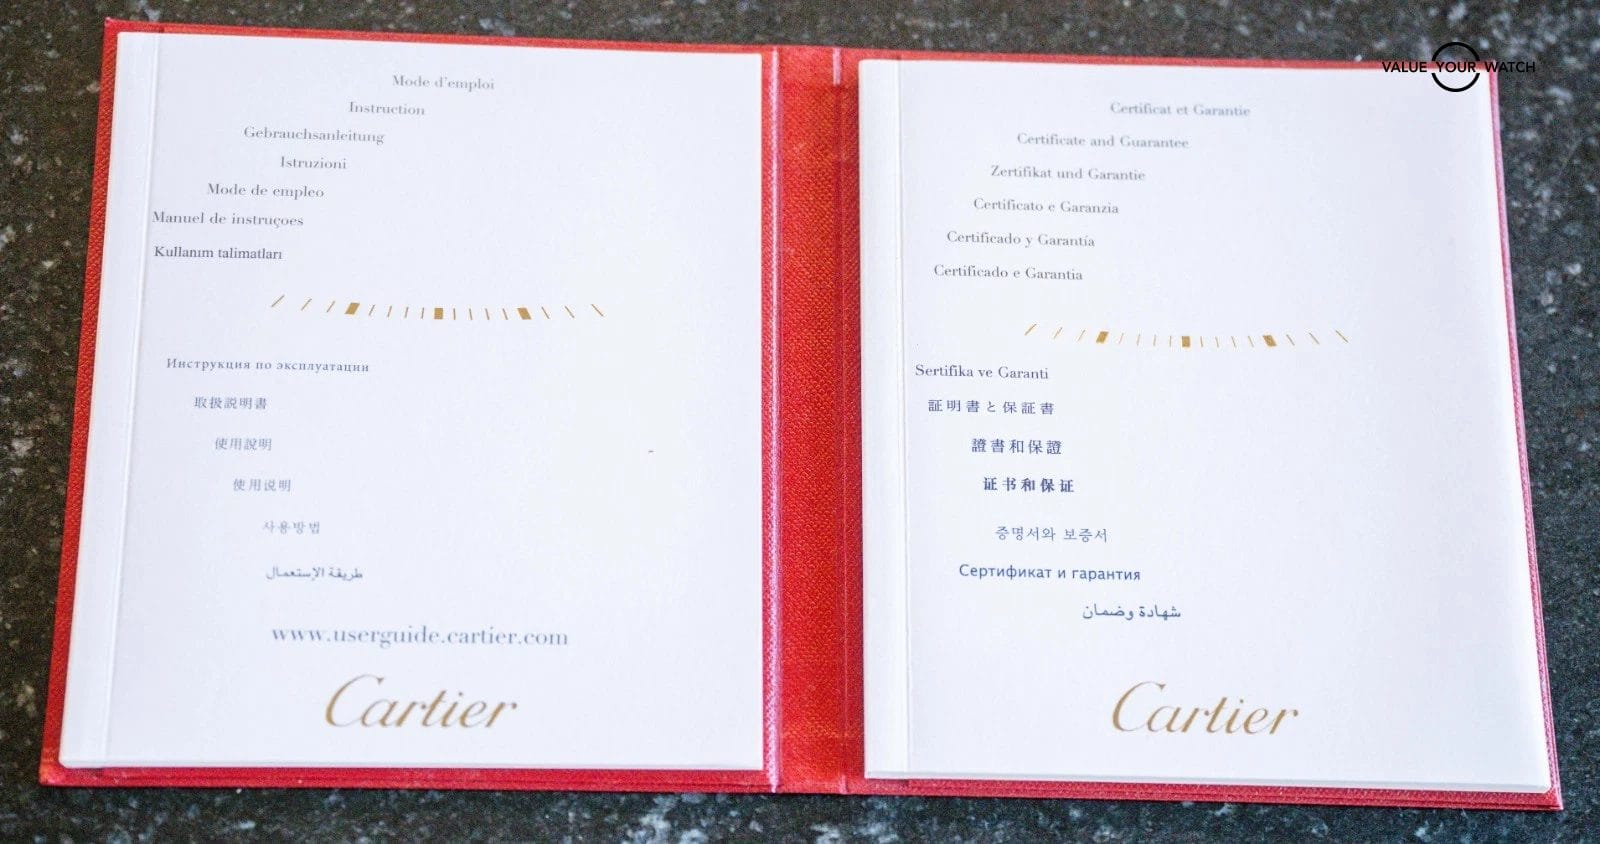 VALUE YOUR WATCH
Mode d'emploi
Instruction
Gebrauchsanleitung
Istruzioni
Mode de empleo
Manuel de instruçoes
Kullanım talimatları
Инструкция по эксплуатации
取扱説明書
使用說明
使用说明
사용방법
طريقة الإستعمال
www.userguide.cartier.com
Cartier
Certificat et Garantie
Certificate and Guarantee
Zertifikat und Garantie
Certificato e Garanzia
Certificado y Garantía
Certificado e Garantia
Sertifika ve Garanti
証明書と保証書
證書和保證
证书和保证
증명서와 보증서
Сертификат и гарантия
شهادة وضمان
Cartier